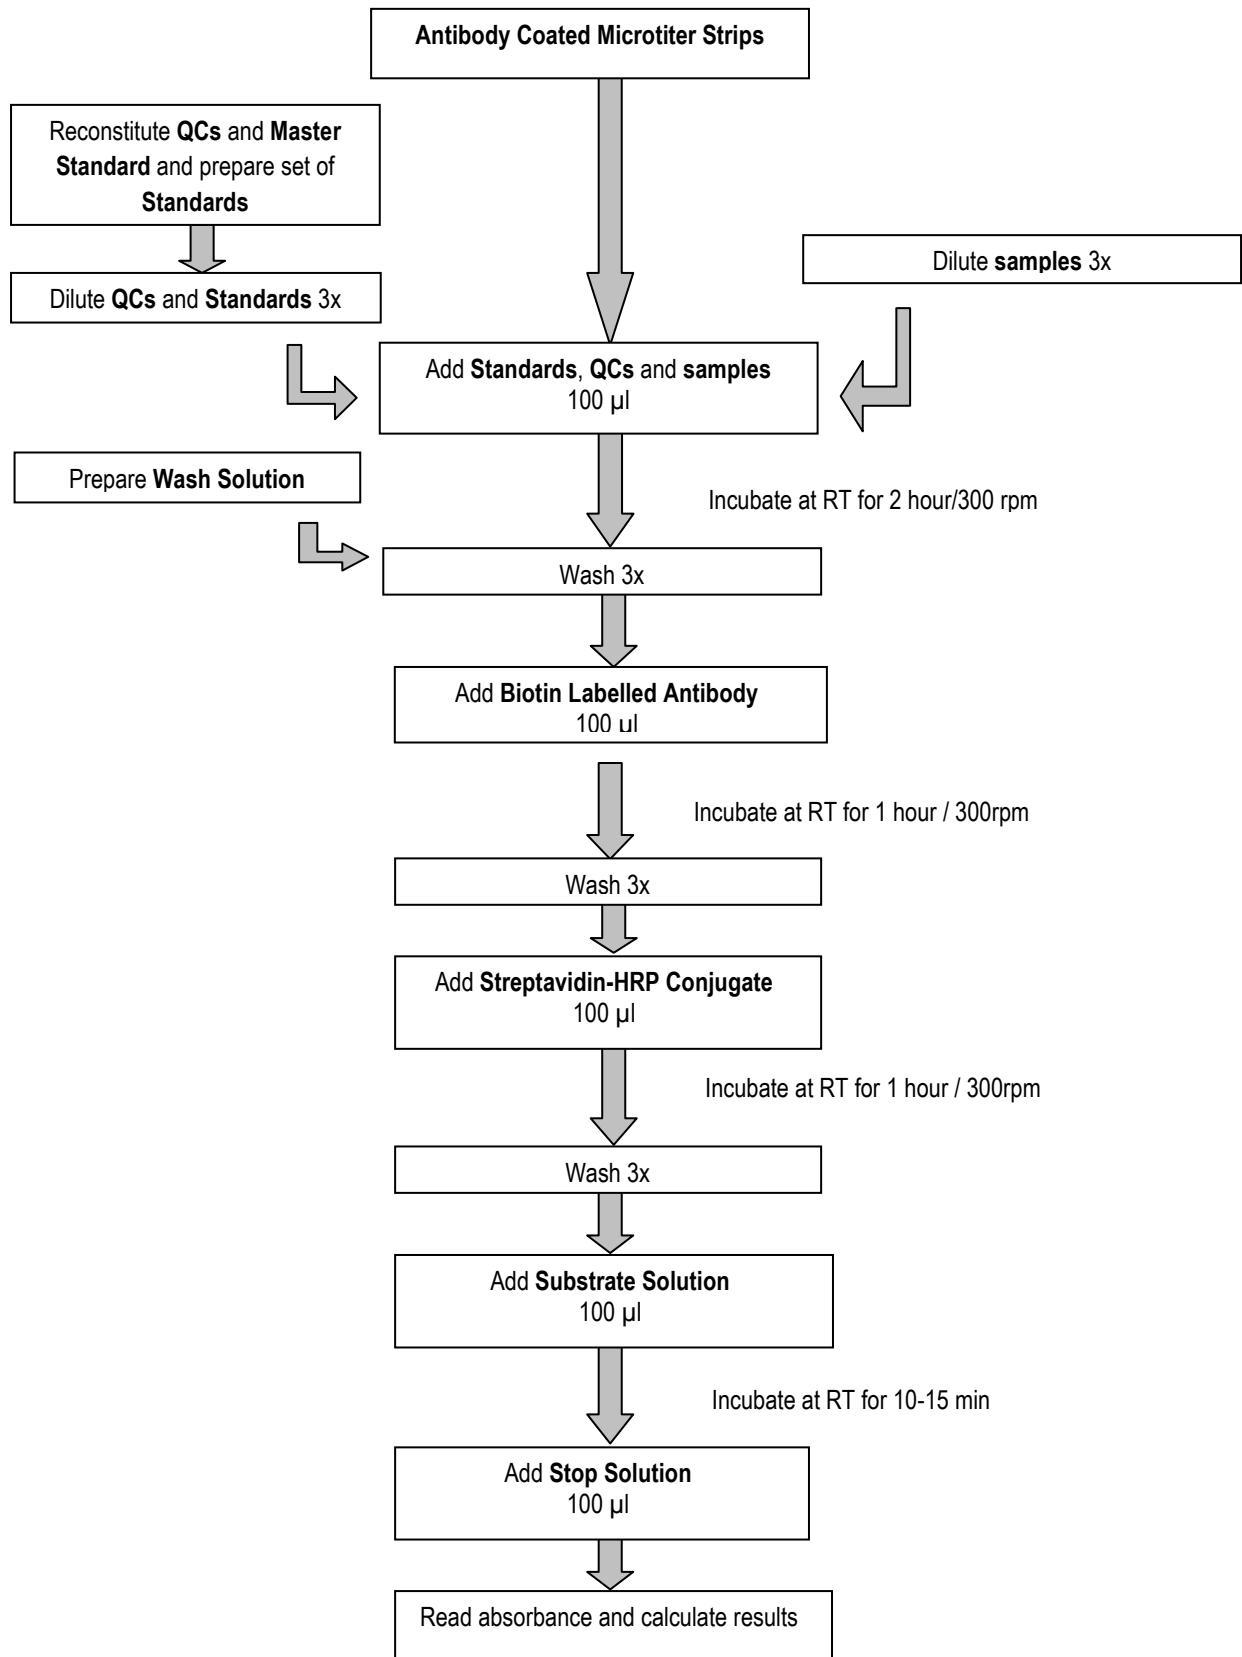 Antibody Coated Microtiter Strips
Reconstitute QCs and Master
Standard and prepare set of
Standards
Dilute QCs and Standards 3x
Dilute samples 3x
Add Standards, QCs and samples
100 µl
Prepare Wash Solution
Incubate at RT for 2 hour/300 rpm
Wash 3x
Add Biotin Labelled Antibody
100 µl
Incubate at RT for 1 hour / 300rpm
Wash 3x
Add Streptavidin-HRP Conjugate
100 µl
Incubate at RT for 1 hour / 300rpm
Wash 3x
Add Substrate Solution
100 µl
Incubate at RT for 10-15 min
Add Stop Solution
100 µl
Read absorbance and calculate results